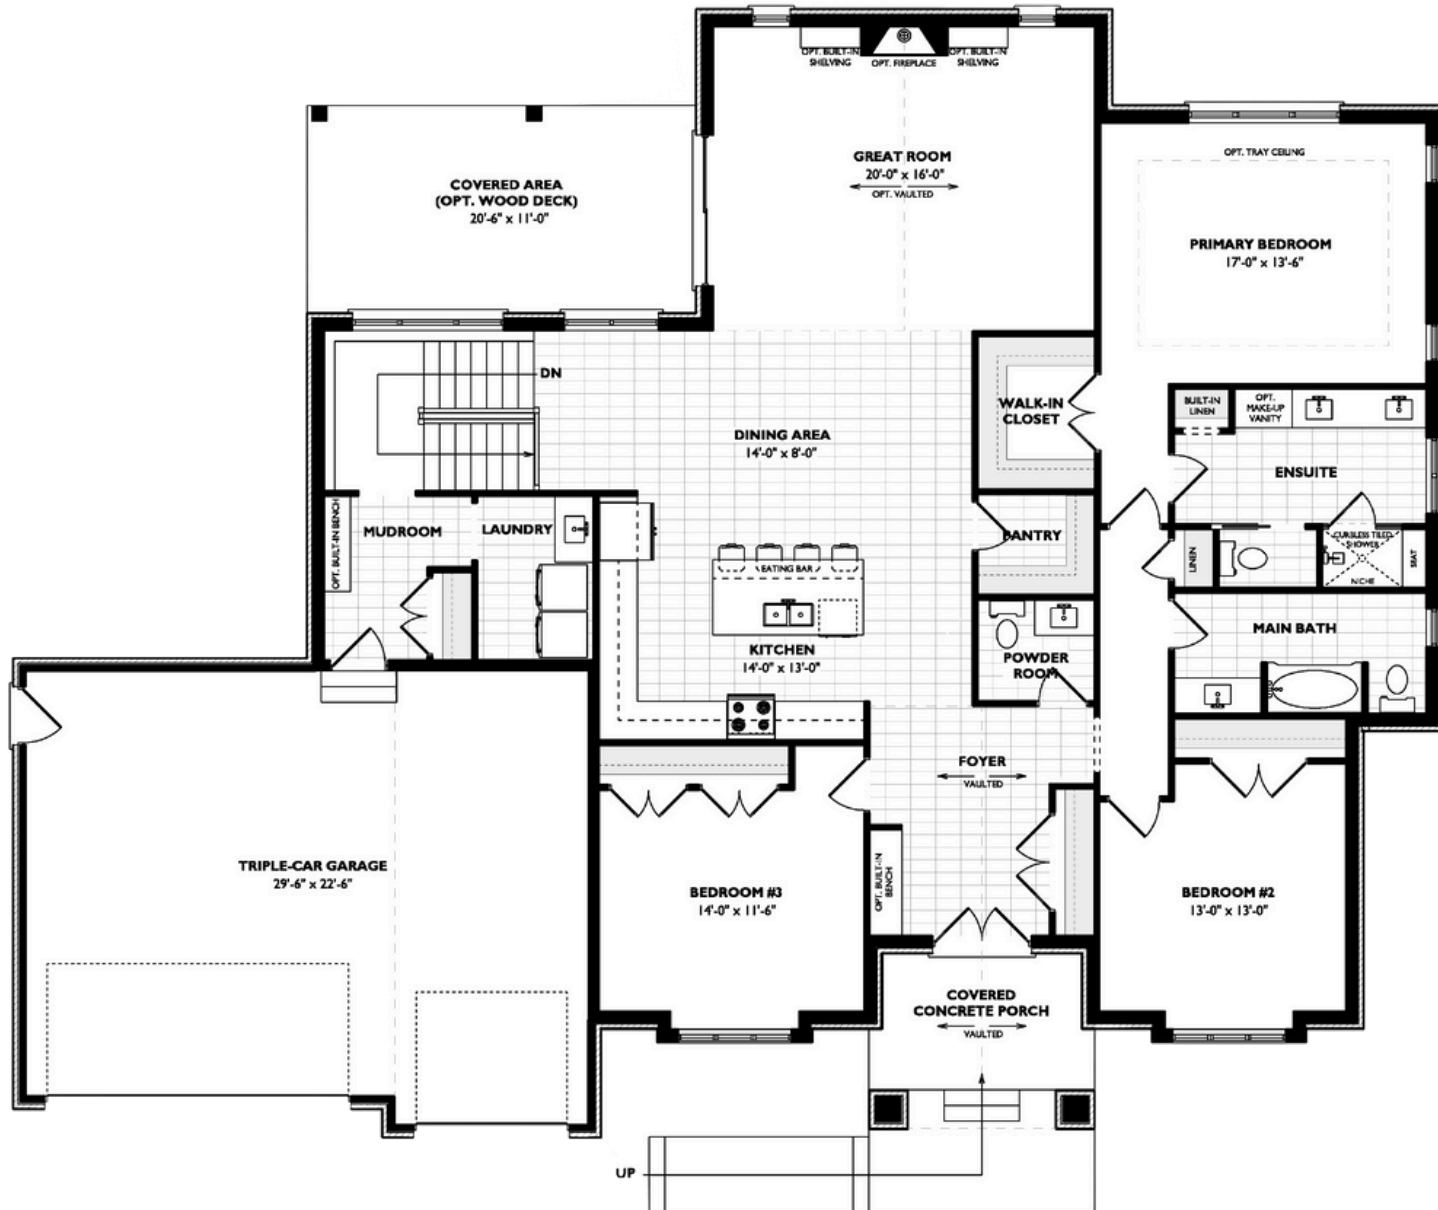 OPT. BUILT-IN
SHELVING
OPT. FIREPLACE
OPT. BUILT-IN
SHELVING
GREAT ROOM
20'-0" x 16'-0"
OPT. VAULTED
COVERED AREA
(OPT. WOOD DECK)
20'-6" x 11'-0"
OPT. TRAY CEILING
PRIMARY BEDROOM
17'-0" x 13'-6"
DN
DINING AREA
14'-0" x 8'-0"
WALK-IN
CLOSET
BUILT-IN
LINEN
OPT.
MAKE-UP
VANITY
ENSUITE
OPT. BUILT-IN BENCH
MUDROOM
LAUNDRY
PANTRY
LINEN
CURBLESS TILED
SHOWER
NICHE
SEAT
EATING BAR
KITCHEN
14'-0" x 13'-0"
POWDER
ROOM
MAIN BATH
FOYER
VAULTED
TRIPLE-CAR GARAGE
29'-6" x 22'-6"
BEDROOM #3
14'-0" x 11'-6"
OPT. BUILT-IN
BENCH
BEDROOM #2
13'-0" x 13'-0"
COVERED
CONCRETE PORCH
VAULTED
UP